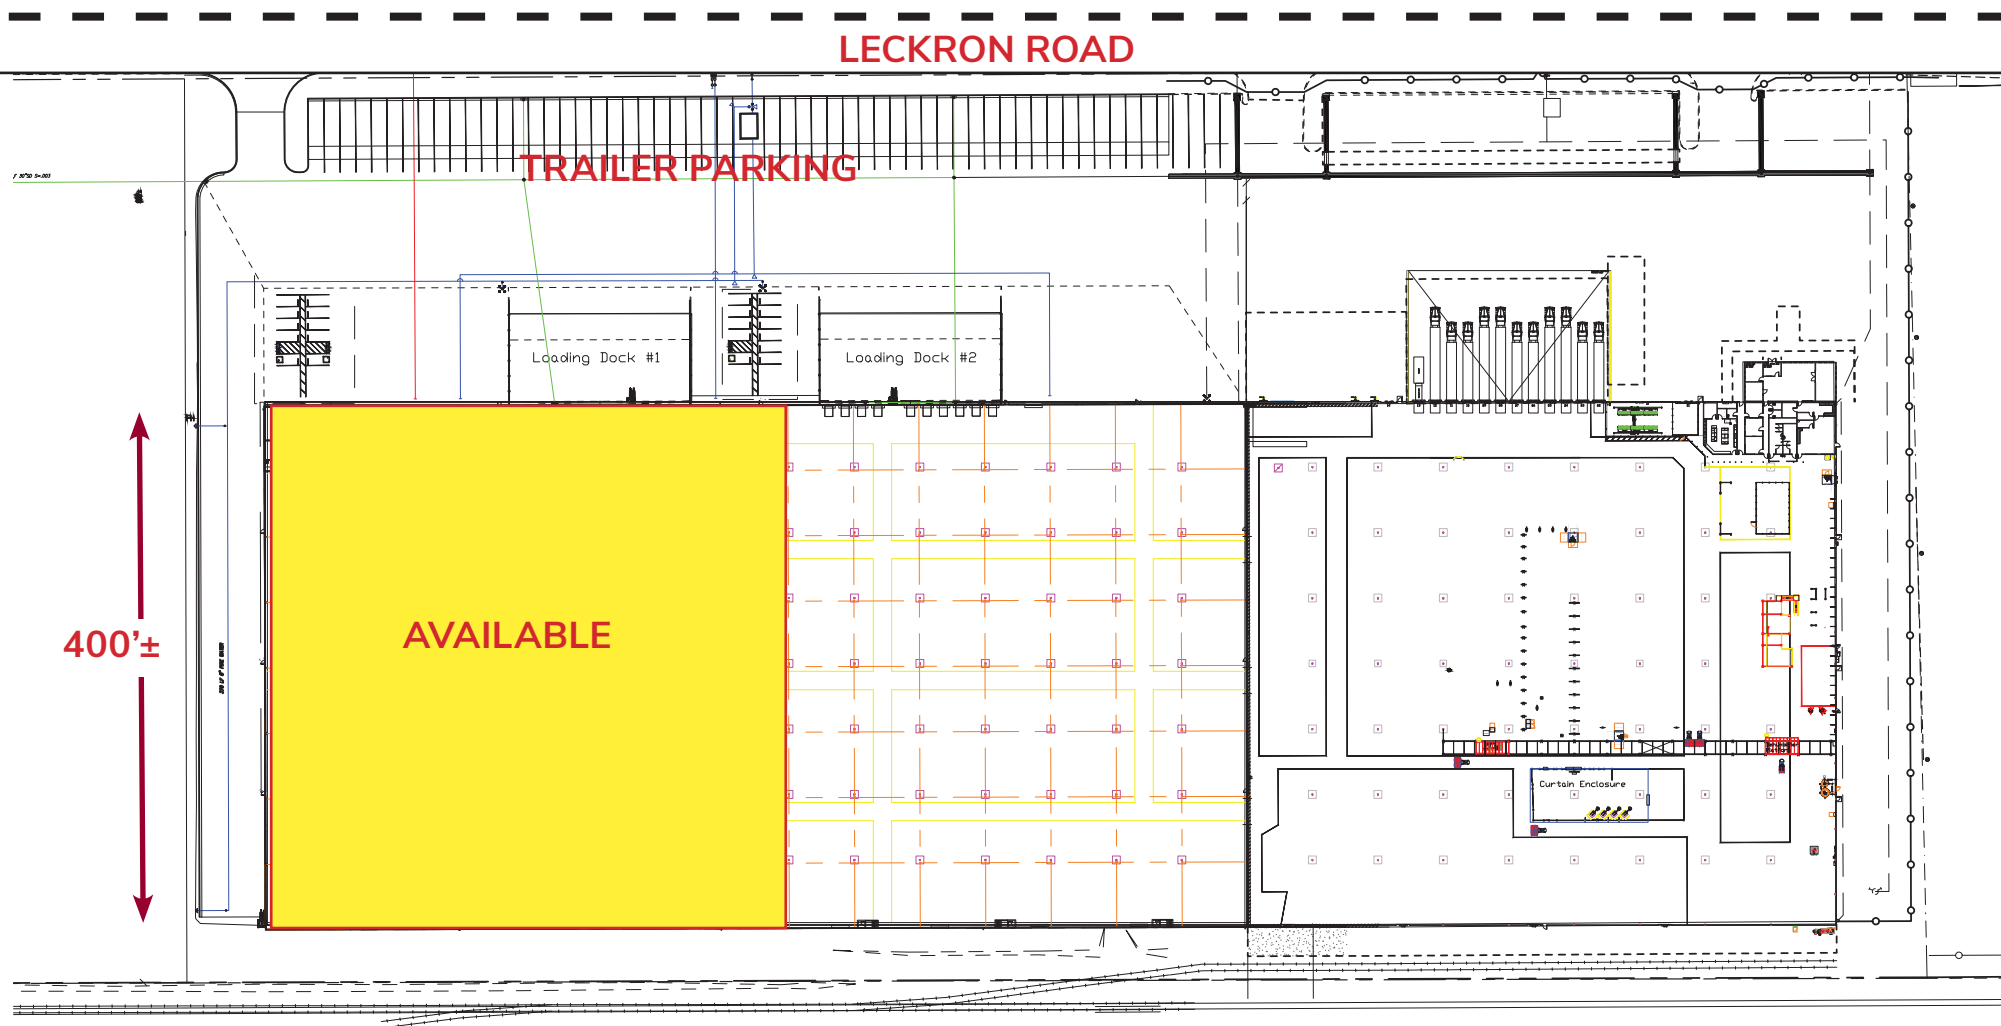 LECKRON ROAD
TRAILER PARKING
Loading Dock #1
Loading Dock #2
400'±
AVAILABLE
Curtain Enclosure